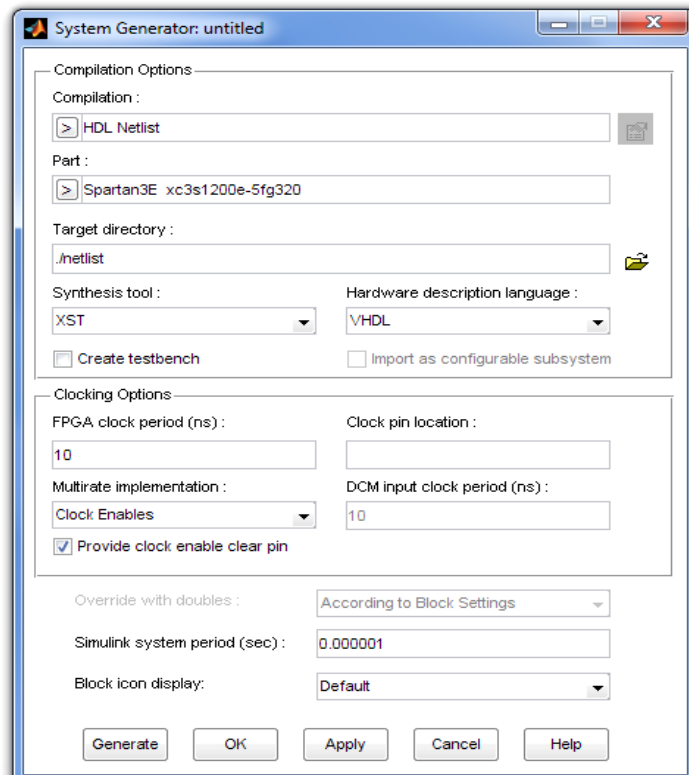 System Generator: untitled
Compilation Options
Compilation :
> HDL Netlist
Part :
> Spartan3E xc3s1200e-5fg320
Target directory :
./netlist
Synthesis tool : Hardware description language :
XST VHDL
Create testbench Import as configurable subsystem
Clocking Options
FPGA clock period (ns) : Clock pin location :
10
Multirate implementation : DCM input clock period (ns) :
Clock Enables 10
Provide clock enable clear pin
Override with doubles : According to Block Settings
Simulink system period (sec) : 0.000001
Block icon display: Default
Generate OK Apply Cancel Help